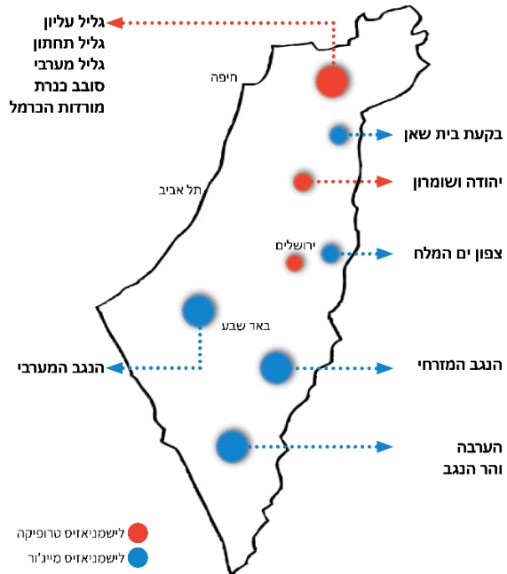 גליל עליון
גליל תחתון
גליל מערבי
סובב כנרת
מורדות הכרמל
חיפה
בקעת בית שאן
יהודה ושומרון
תל אביב
ירושלים
צפון ים המלח
באר שבע
הנגב המערבי
הנגב המזרחי
הערבה
והר הנגב
לישמניאזיס טרופיקה
לישמניאזיס מייג'ור